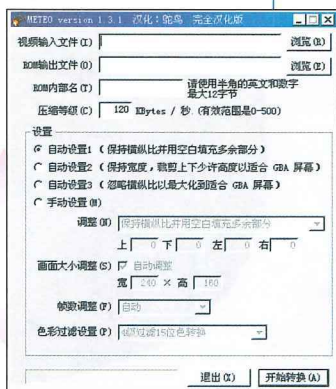 METEO version 1.3.1 汉化:鸵鸟 完全汉化版
视频输入文件(I) 浏览(R)
ROM输出文件(O) 浏览(E)
ROM内部名(T) 请使用半角的英文和数字
最大12字节
压缩等级(C) 120 KBytes / 秒.(有效范围是0-500)
设置
自动设置1 (保持横纵比并用空白填充多余部分)
自动设置2 (保持宽度,裁剪上下少许高度以适合 GBA 屏幕)
自动设置3 (忽略横纵比以最大化到适合 GBA 屏幕)
手动设置(M)
调整(N) 保持横纵比并用空白填充多余部分
上 0 下 0 左 0 右 0
画面大小调整(S) 自动调整
宽 240 × 高 160
帧数调整(F) 自动
色彩过滤设置(P) 4级过滤15位色转换
退出(X) 开始转换(A)